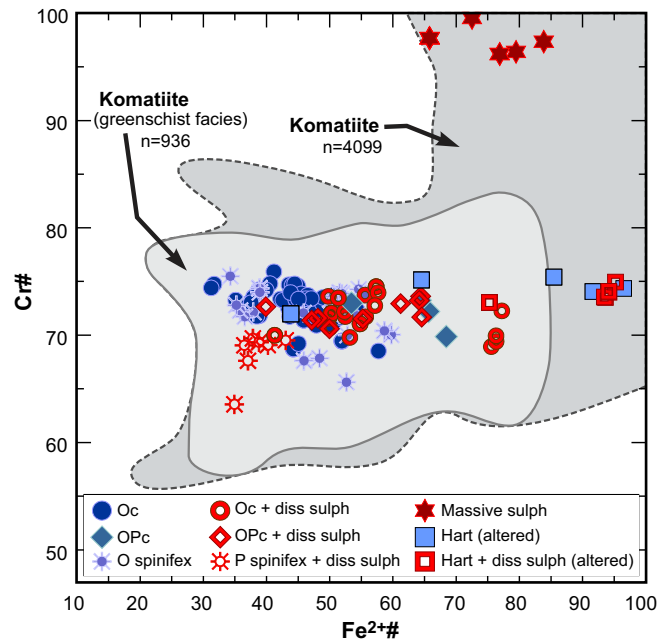 100
90
80
70
60
50
Cr#
Komatiite
(greenschist facies)
n=936
Komatiite
n=4099
Oc
OPc
O spinifex
Oc + diss sulph
OPc + diss sulph
P spinifex + diss sulph
Massive sulph
Hart (altered)
Hart + diss sulph (altered)
10 20 30 40 50 60 70 80 90 100
Fe²⁺#